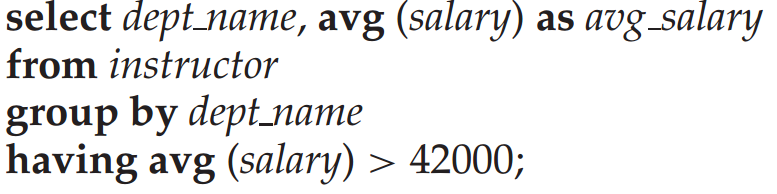 select dept_name, avg (salary) as avg_salary
from instructor
group by dept_name
having avg (salary) > 42000;